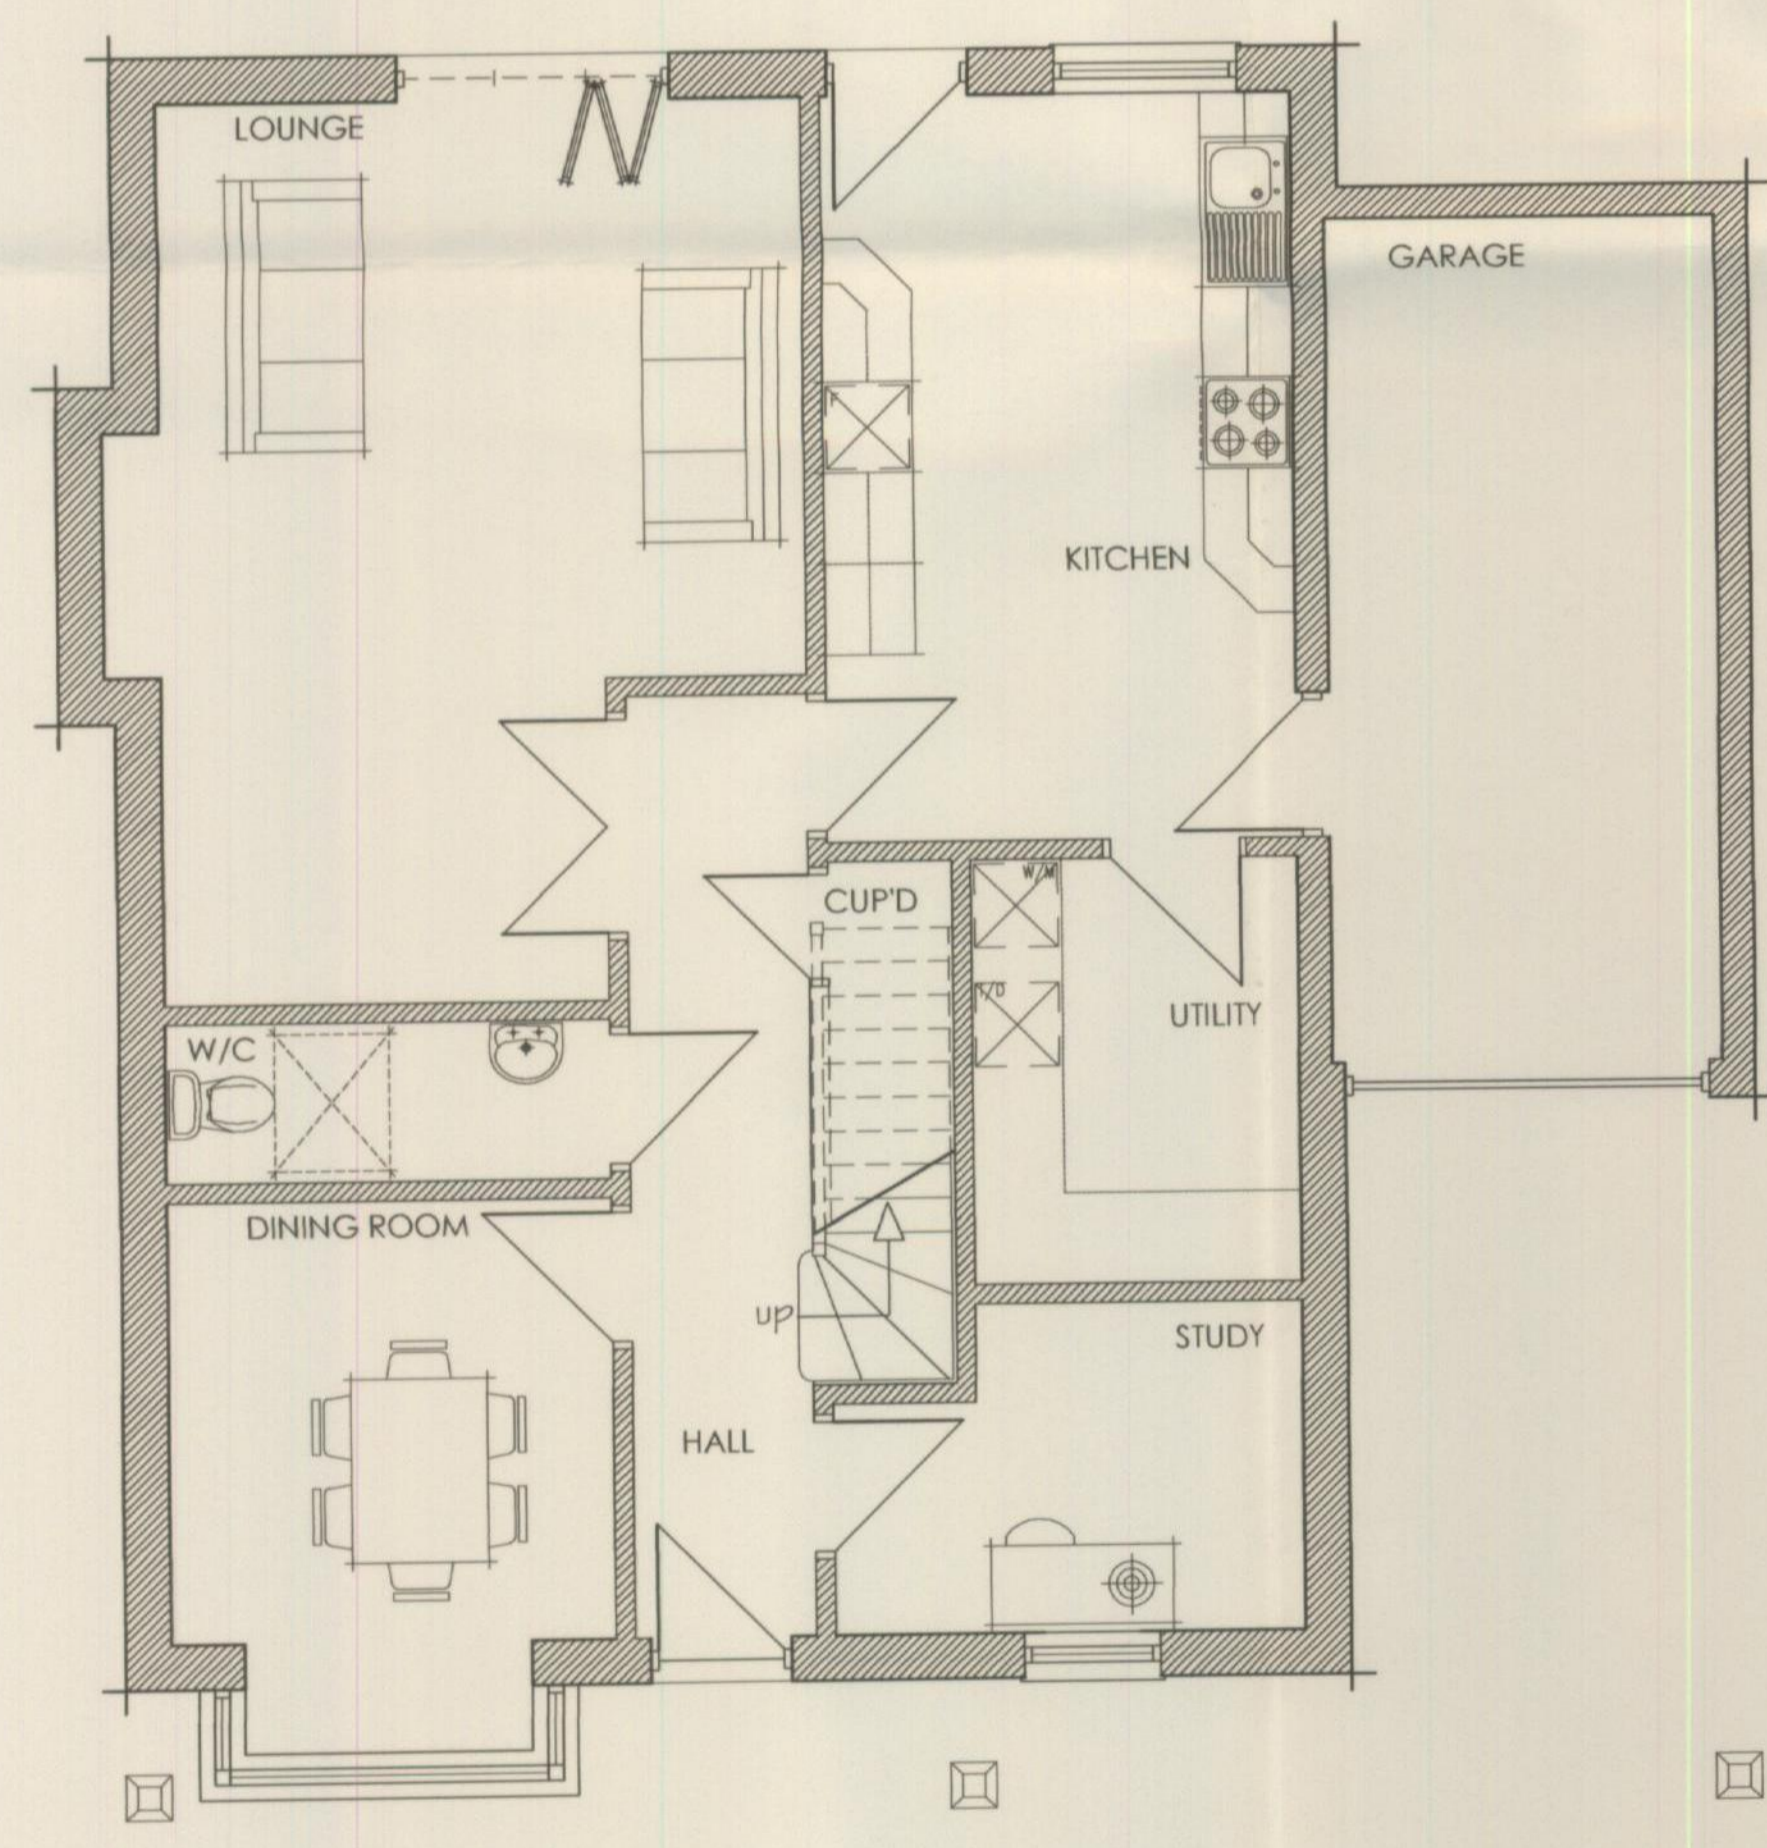 LOUNGE
GARAGE
F
KITCHEN
CUP'D
W/M
T/D
UTILITY
W/C
DINING ROOM
up
STUDY
HALL